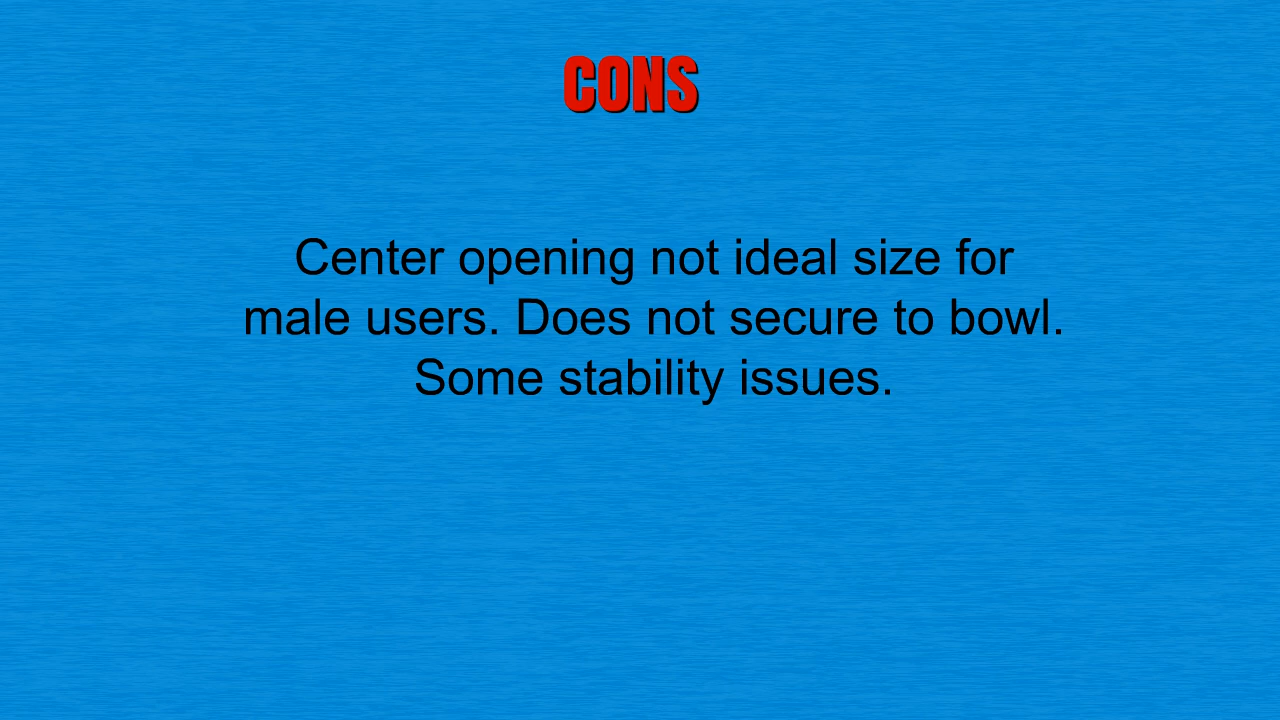 CONS
Center opening not ideal size for
male users. Does not secure to bowl.
Some stability issues.